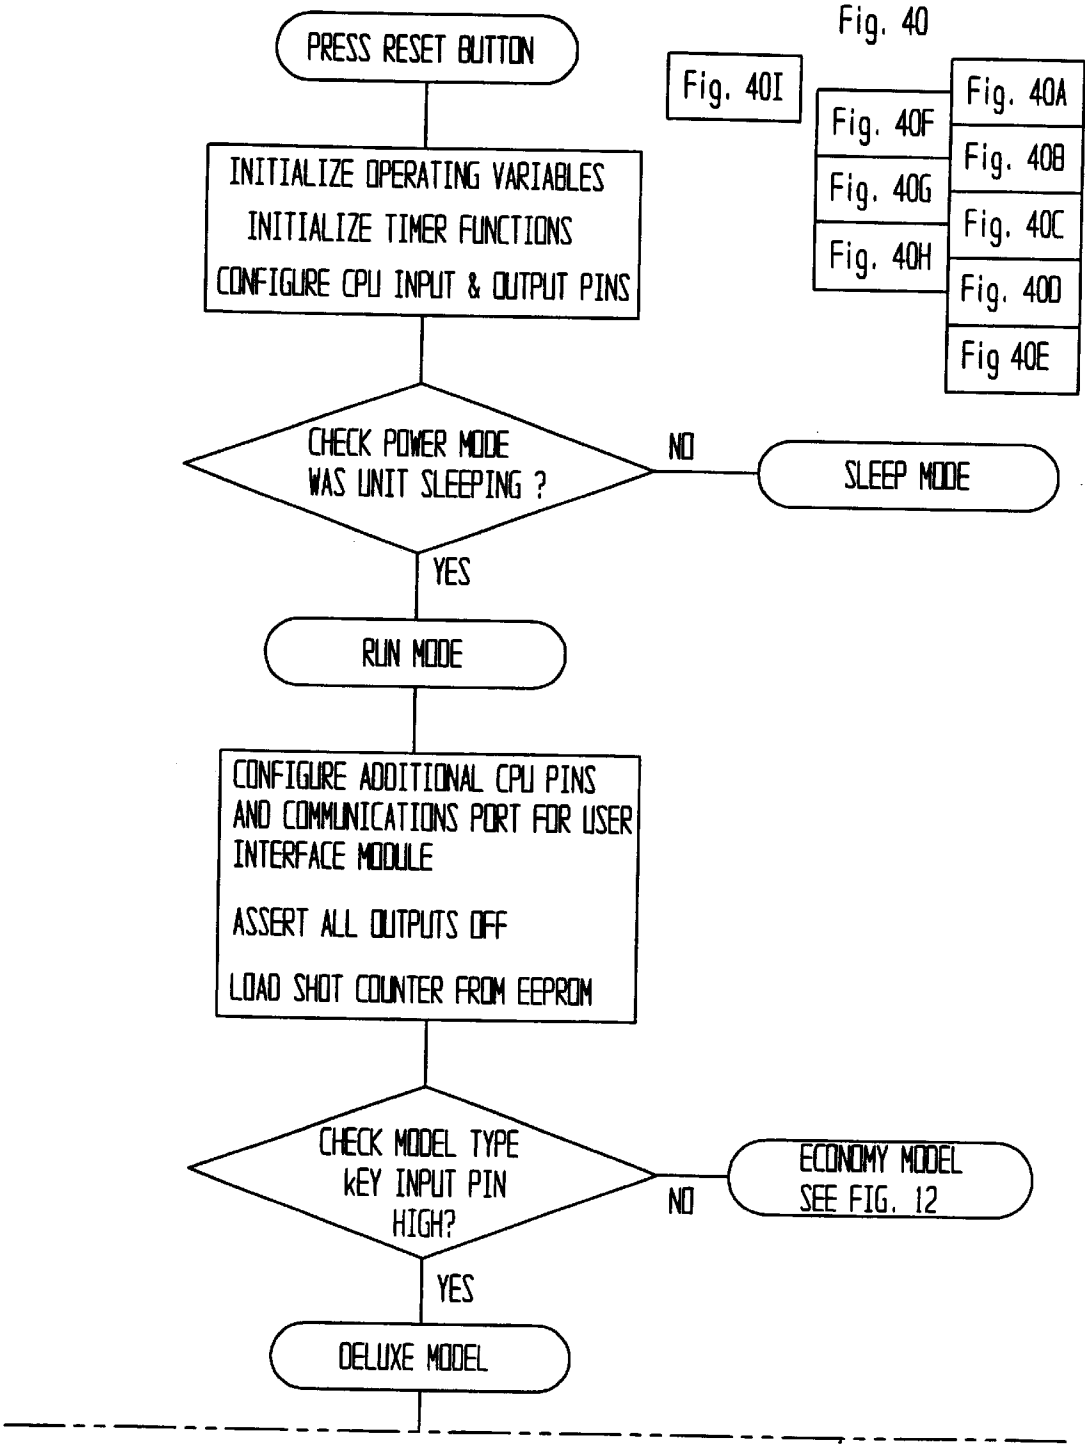 Fig. 40
Fig. 40I
Fig. 40F
Fig. 40G
Fig. 40H
Fig. 40A
Fig. 40B
Fig. 40C
Fig. 40D
Fig 40E
PRESS RESET BUTTON
INITIALIZE OPERATING VARIABLES
INITIALIZE TIMER FUNCTIONS
CONFIGURE CPU INPUT & OUTPUT PINS
CHECK POWER MODE
WAS UNIT SLEEPING ?
NO
SLEEP MODE
YES
RUN MODE
CONFIGURE ADDITIONAL CPU PINS
AND COMMUNICATIONS PORT FOR USER
INTERFACE MODULE
ASSERT ALL OUTPUTS OFF
LOAD SHOT COUNTER FROM EEPROM
CHECK MODEL TYPE
kEY INPUT PIN
HIGH?
NO
ECONOMY MODEL
SEE FIG. 12
YES
DELUXE MODEL